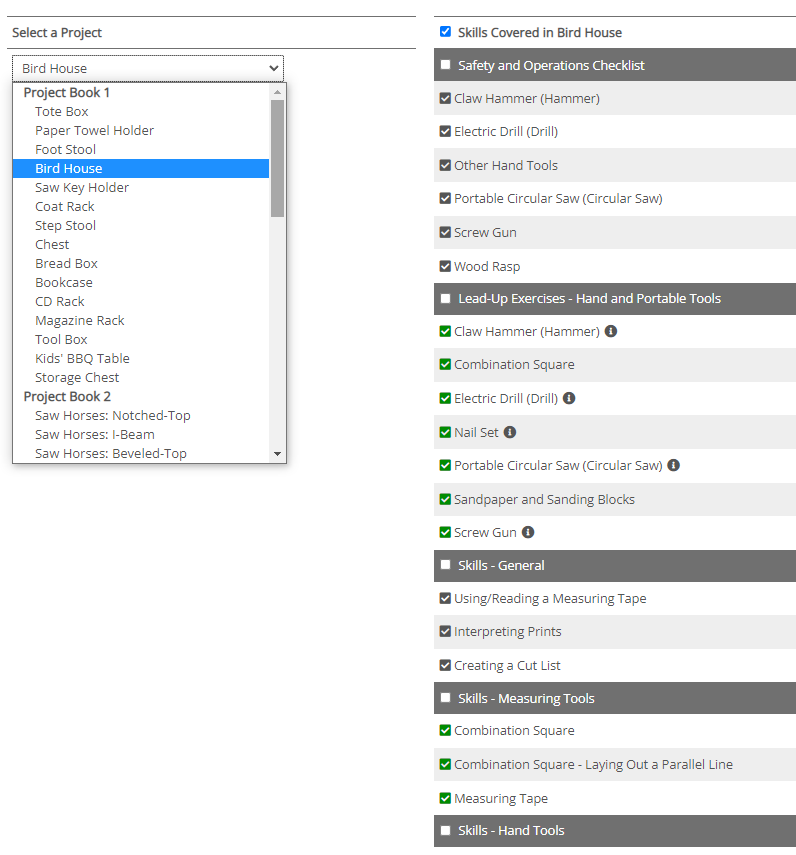 Select a Project
Bird House
Project Book 1
Tote Box
Paper Towel Holder
Foot Stool
Bird House
Saw Key Holder
Coat Rack
Step Stool
Chest
Bread Box
Bookcase
CD Rack
Magazine Rack
Tool Box
Kids' BBQ Table
Storage Chest
Project Book 2
Saw Horses: Notched-Top
Saw Horses: I-Beam
Saw Horses: Beveled-Top
Skills Covered in Bird House
Safety and Operations Checklist
Claw Hammer (Hammer)
Electric Drill (Drill)
Other Hand Tools
Portable Circular Saw (Circular Saw)
Screw Gun
Wood Rasp
Lead-Up Exercises - Hand and Portable Tools
Claw Hammer (Hammer)
Combination Square
Electric Drill (Drill)
Nail Set
Portable Circular Saw (Circular Saw)
Sandpaper and Sanding Blocks
Screw Gun
Skills - General
Using/Reading a Measuring Tape
Interpreting Prints
Creating a Cut List
Skills - Measuring Tools
Combination Square
Combination Square - Laying Out a Parallel Line
Measuring Tape
Skills - Hand Tools